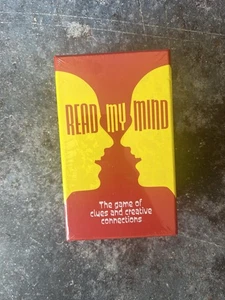 READ MY MIND
The game of
clues and creative
connections